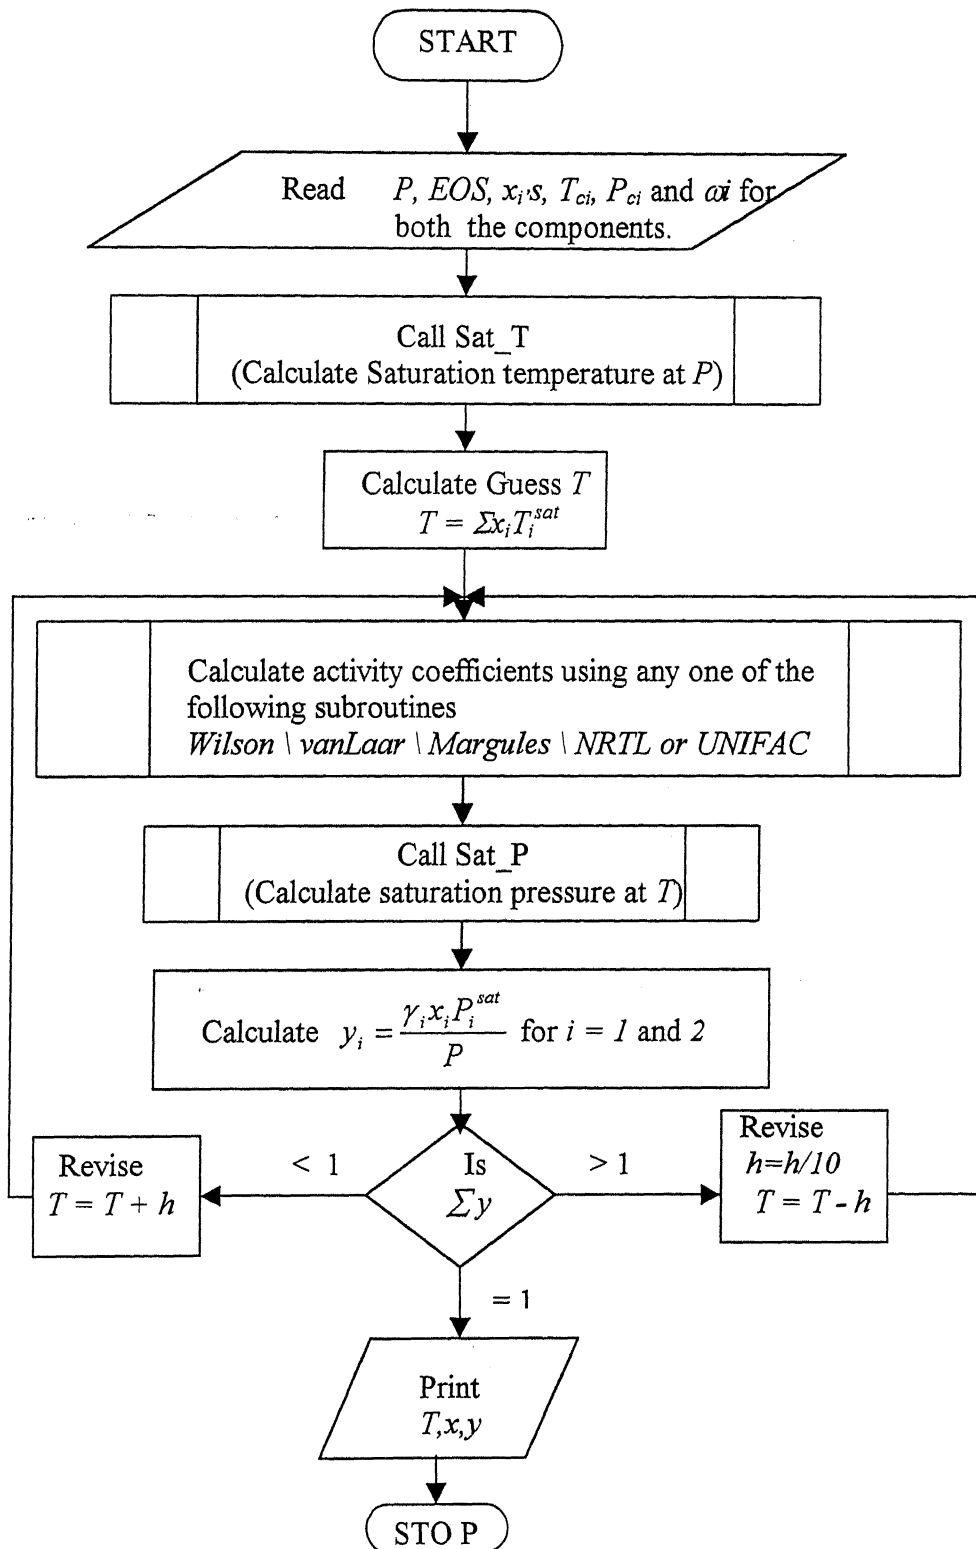 START
Read P, EOS, xᵢ's, T_ci, P_ci and ωi for
both the components.
Call Sat_T
(Calculate Saturation temperature at P)
Calculate Guess T
T = Σxᵢ Tᵢ^sat
Calculate activity coefficients using any one of the
following subroutines
Wilson \ vanLaar \ Margules \ NRTL or UNIFAC
Call Sat_P
(Calculate saturation pressure at T)
Calculate yᵢ = γᵢ xᵢ Pᵢ^sat / P for i = 1 and 2
Revise
T = T + h
< 1
Is
Σy
> 1
Revise
h=h/10
T = T - h
= 1
Print
T,x,y
STO P